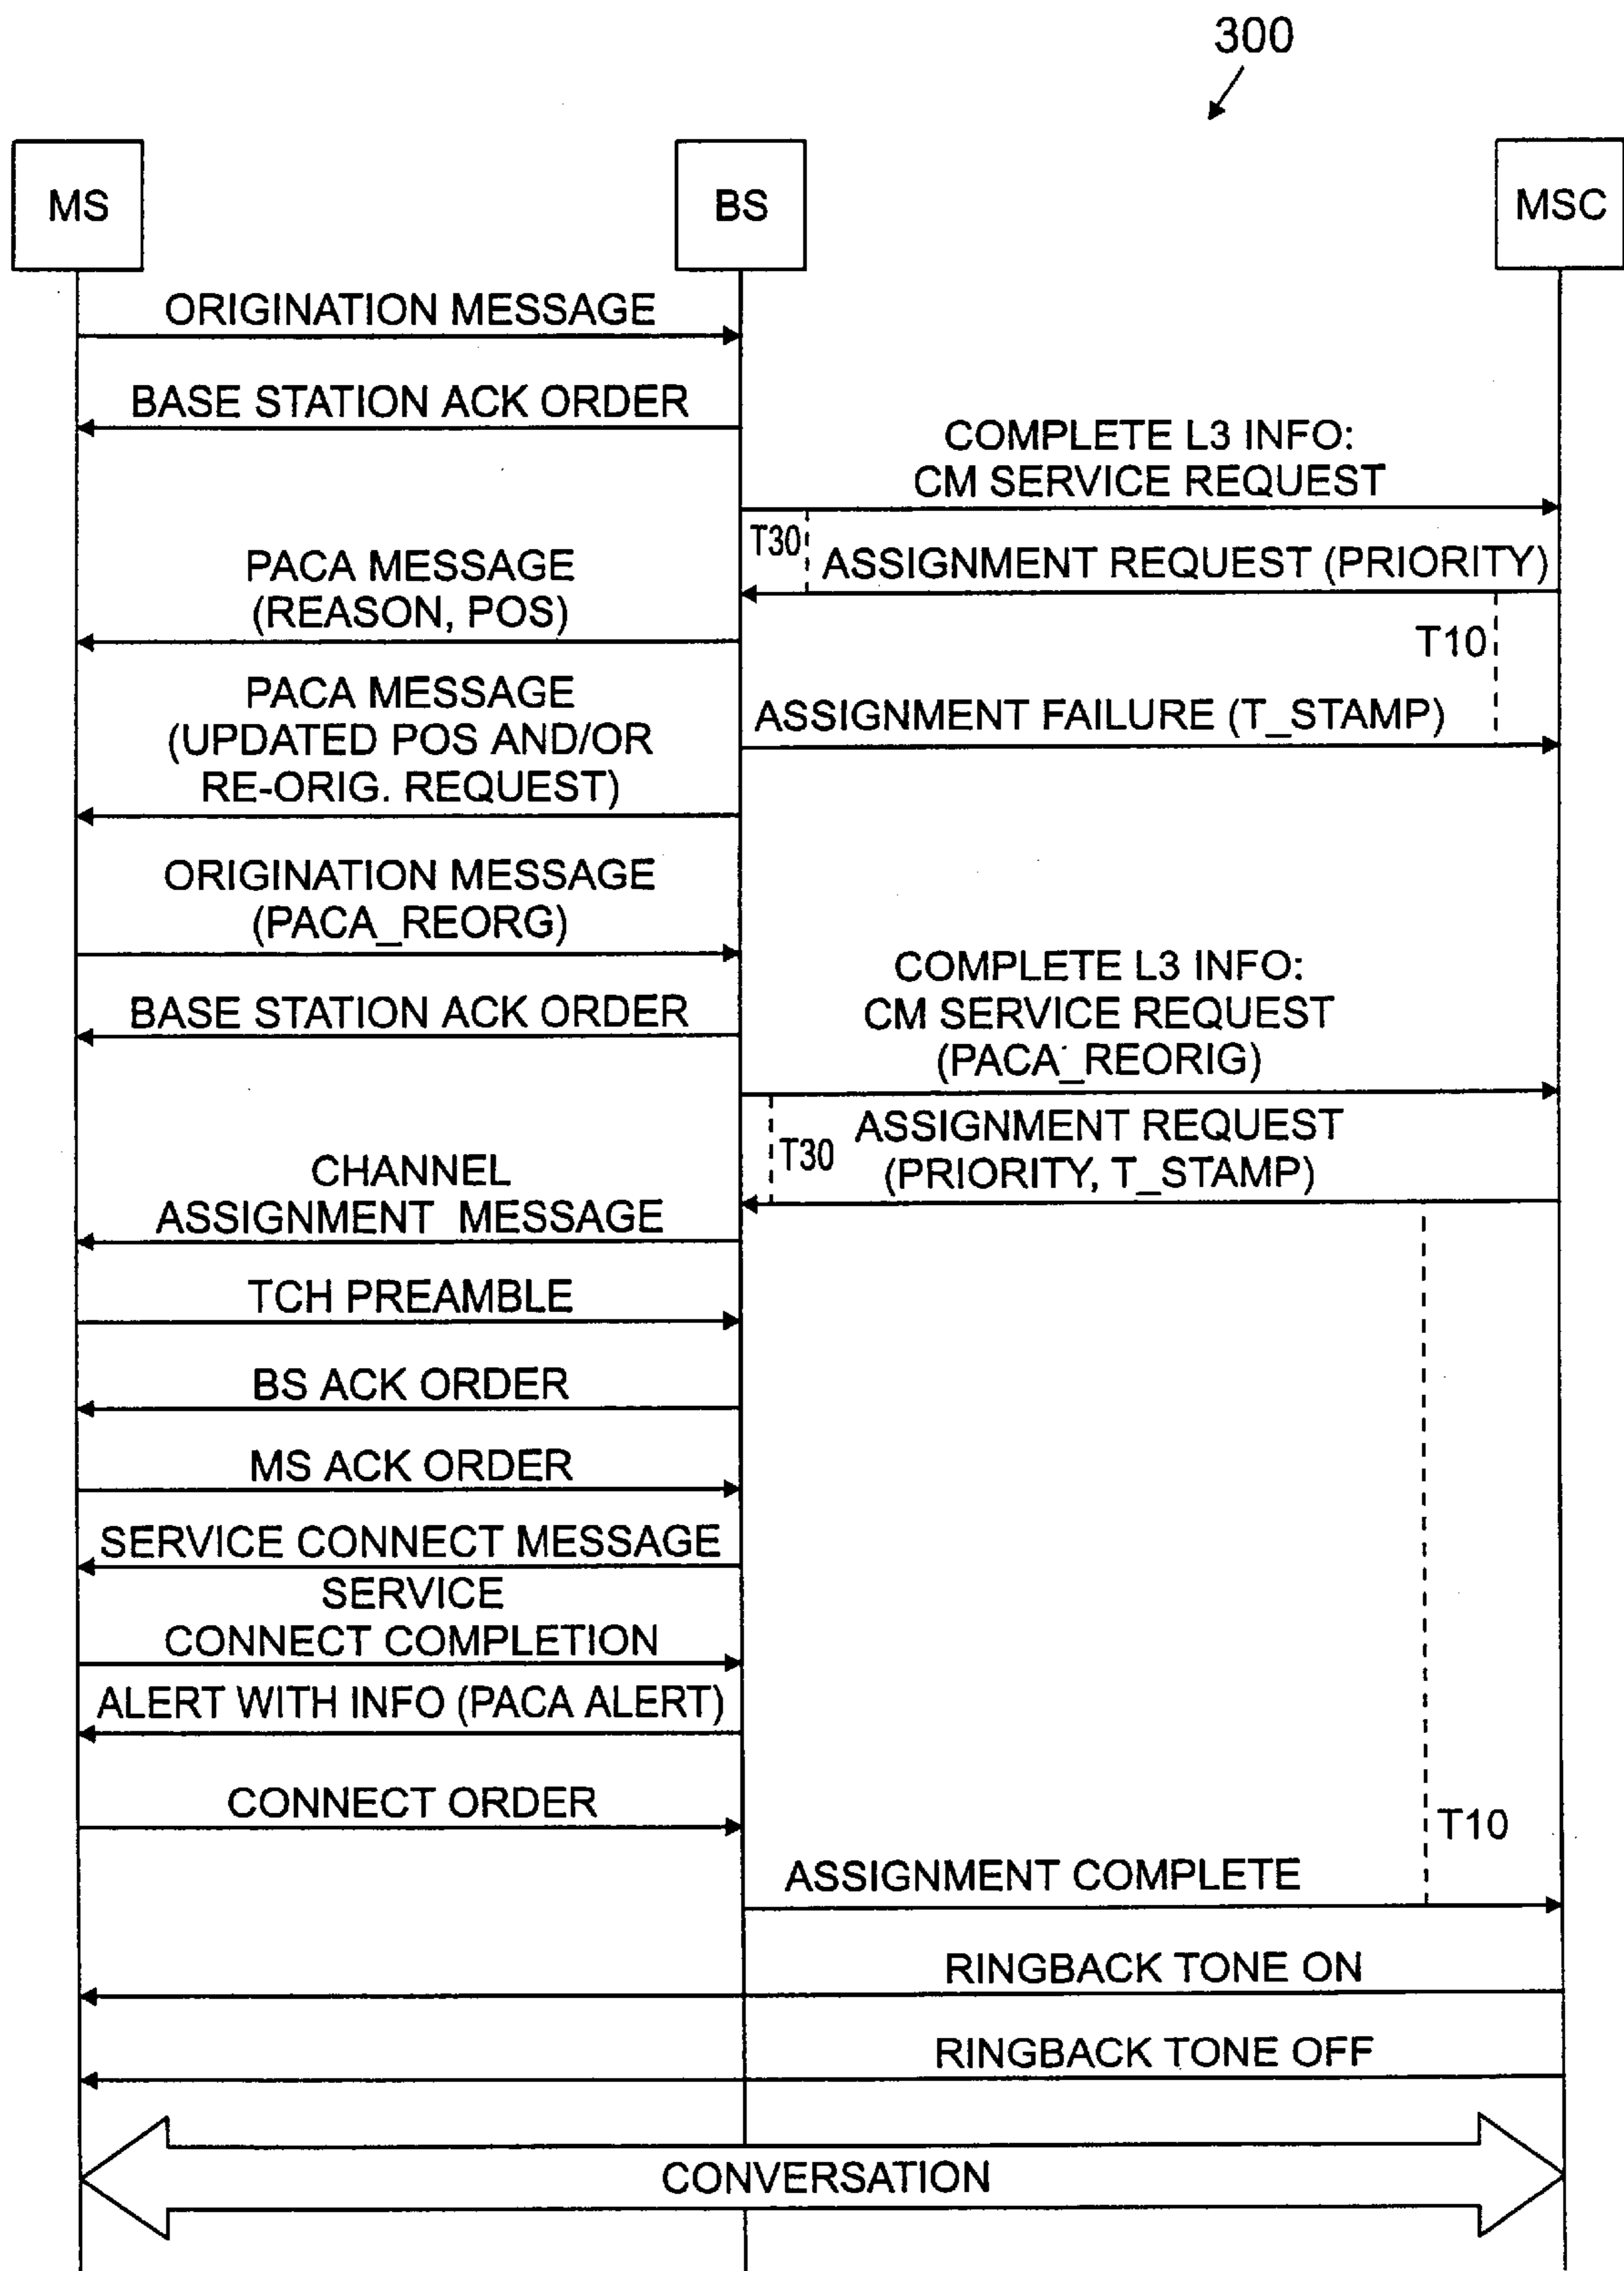 300
MS
BS
MSC
ORIGINATION MESSAGE
BASE STATION ACK ORDER
COMPLETE L3 INFO:
CM SERVICE REQUEST
T30
ASSIGNMENT REQUEST (PRIORITY)
PACA MESSAGE
(REASON, POS)
T10
PACA MESSAGE
(UPDATED POS AND/OR
RE-ORIG. REQUEST)
ASSIGNMENT FAILURE (T_STAMP)
ORIGINATION MESSAGE
(PACA_REORG)
BASE STATION ACK ORDER
COMPLETE L3 INFO:
CM SERVICE REQUEST
(PACA_REORIG)
T30
ASSIGNMENT REQUEST
(PRIORITY, T_STAMP)
CHANNEL
ASSIGNMENT MESSAGE
TCH PREAMBLE
BS ACK ORDER
MS ACK ORDER
SERVICE CONNECT MESSAGE
SERVICE
CONNECT COMPLETION
ALERT WITH INFO (PACA ALERT)
CONNECT ORDER
T10
ASSIGNMENT COMPLETE
RINGBACK TONE ON
RINGBACK TONE OFF
CONVERSATION